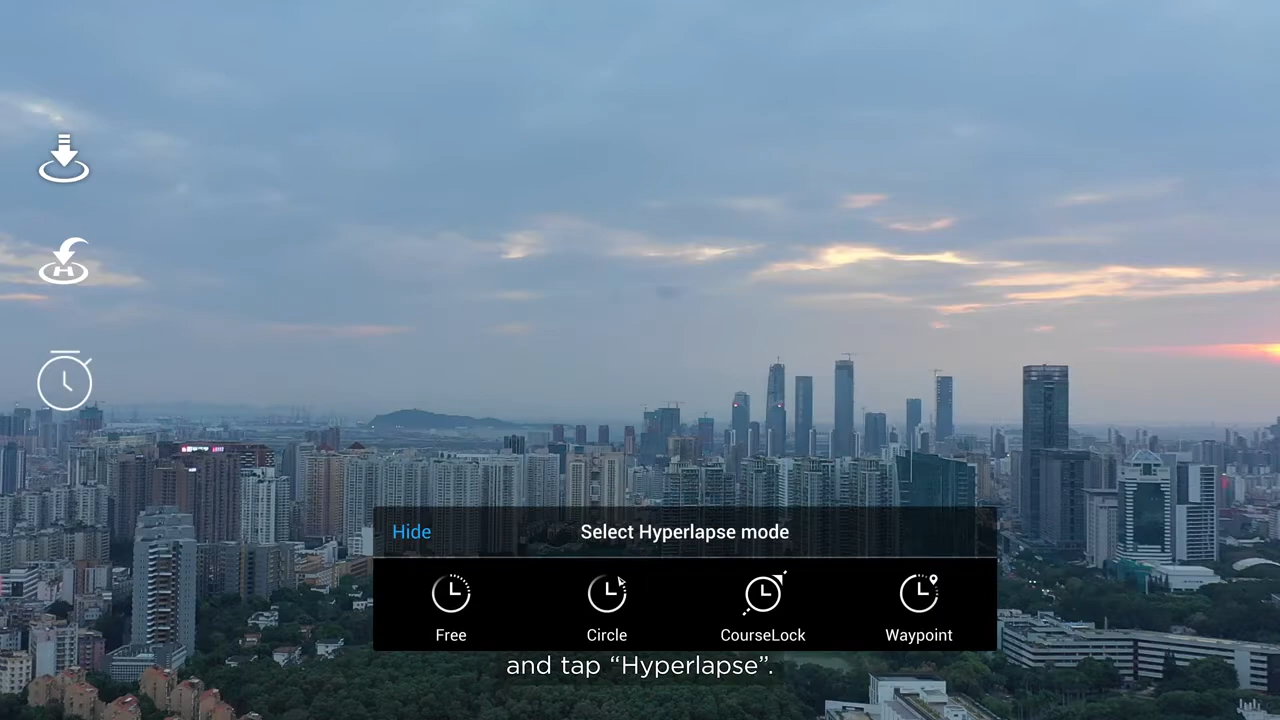 Hide
Select Hyperlapse mode
Free
Circle
CourseLock
Waypoint
and tap “Hyperlapse”.